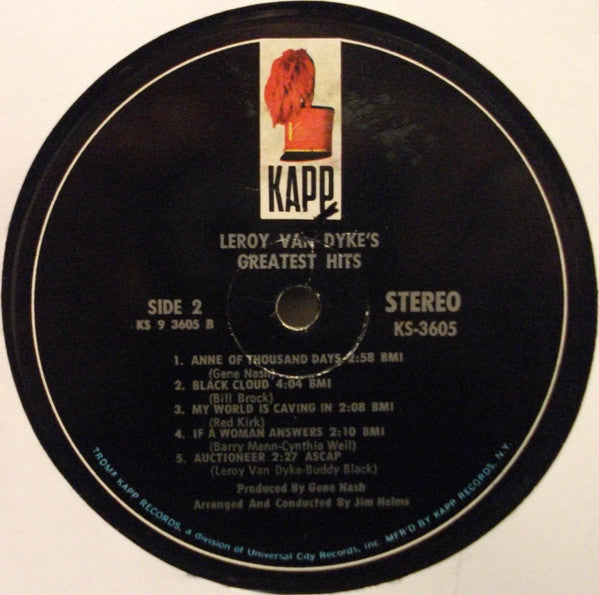 K
KAPP
LEROY VAN DYKE'S
GREATEST HITS
SIDE 2
KS 9 3605 B
STEREO
KS-3605
1. ANNE OF THOUSAND DAYS 2:58 BMI
(Gene Nash)
2. BLACK CLOUD 4:04 BMI
(Bill Brock)
3. MY WORLD IS CAVING IN 2:08 BMI
(Red Kirk)
4. IF A WOMAN ANSWERS 2:10 BMI
(Barry Mann-Cynthia Weil)
5. AUCTIONEER 2:27 ASCAP
(Leroy Van Dyke-Buddy Black)
Produced By Gene Nash
Arranged And Conducted By Jim Helms
TRDMK KAPP RECORDS, a division of Universal City Records, Inc. MFR'D BY KAPP RECORDS, N.Y.